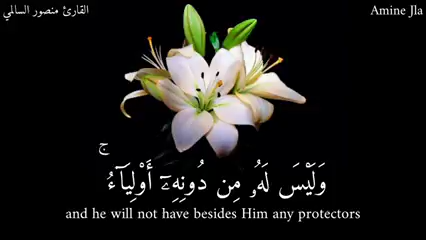 القارئ منصور السالمي
Amine Jla
وَلَيْسَ لَهُۥ مِن دُونِهِۦٓ أَوْلِيَآءُ ۚ
and he will not have besides Him any protectors